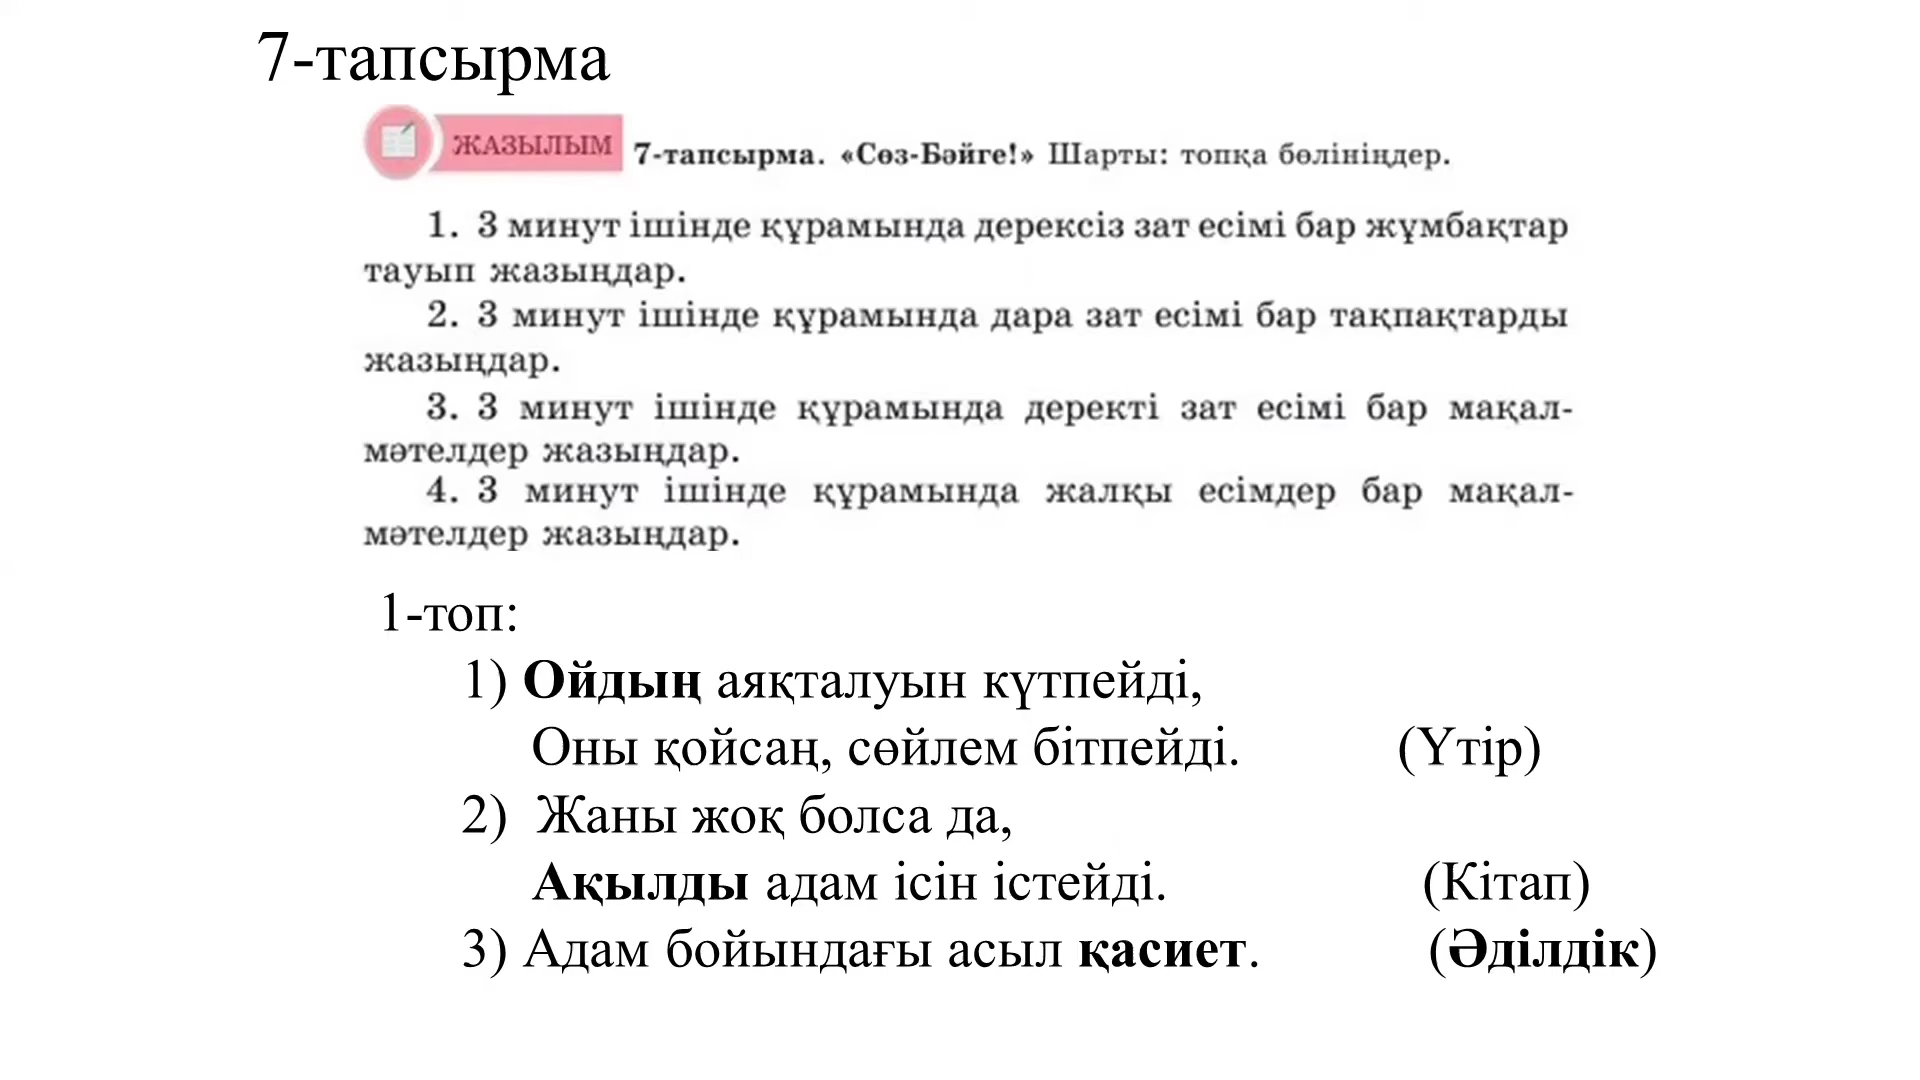 7-тапсырма
ЖАЗЫЛЫМ 7-тапсырма. «Сөз-Бәйге!» Шарты: топқа бөлініңдер.
1. 3 минут ішінде құрамында дерексіз зат есімі бар жұмбақтар
тауып жазыңдар.
2. 3 минут ішінде құрамында дара зат есімі бар тақпақтарды
жазыңдар.
3. 3 минут ішінде құрамында деректі зат есімі бар мақал-
мәтелдер жазыңдар.
4. 3 минут ішінде құрамында жалқы есімдер бар мақал-
мәтелдер жазыңдар.
1-топ:
1) Ойдың аяқталуын күтпейді,
Оны қойсаң, сөйлем бітпейді. (Үтір)
2) Жаны жоқ болса да,
Ақылды адам ісін істейді. (Кітап)
3) Адам бойындағы асыл қасиет. (Әділдік)